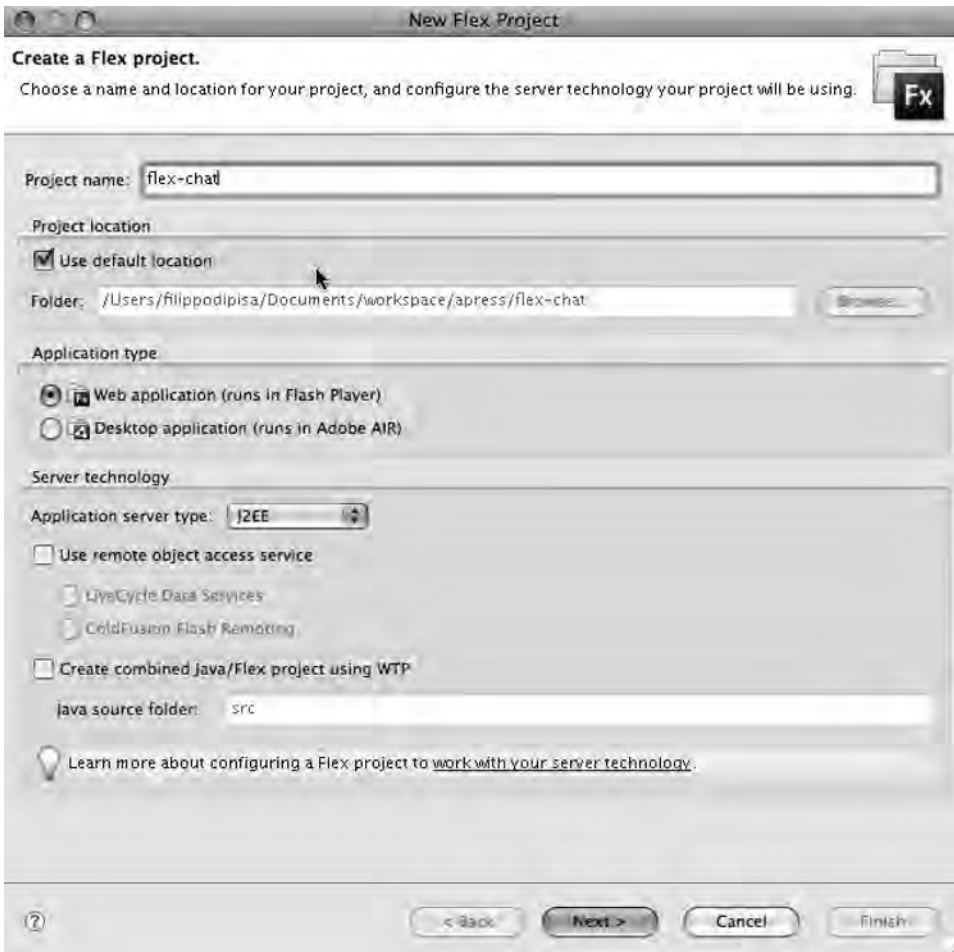 New Flex Project
Create a Flex project.
Choose a name and location for your project, and configure the server technology your project will be using.
Fx
Project name: flex-chat
Project location
Use default location
Folder: /Users/filippodipisa/Documents/workspace/apress/flex-chat Browse...
Application type
Web application (runs in Flash Player)
Desktop application (runs in Adobe AIR)
Server technology
Application server type: J2EE
Use remote object access service
LiveCycle Data Services
ColdFusion Flash Remoting
Create combined Java/Flex project using WTP
Java source folder: src
Learn more about configuring a Flex project to work with your server technology.
? < Back Next > Cancel Finish